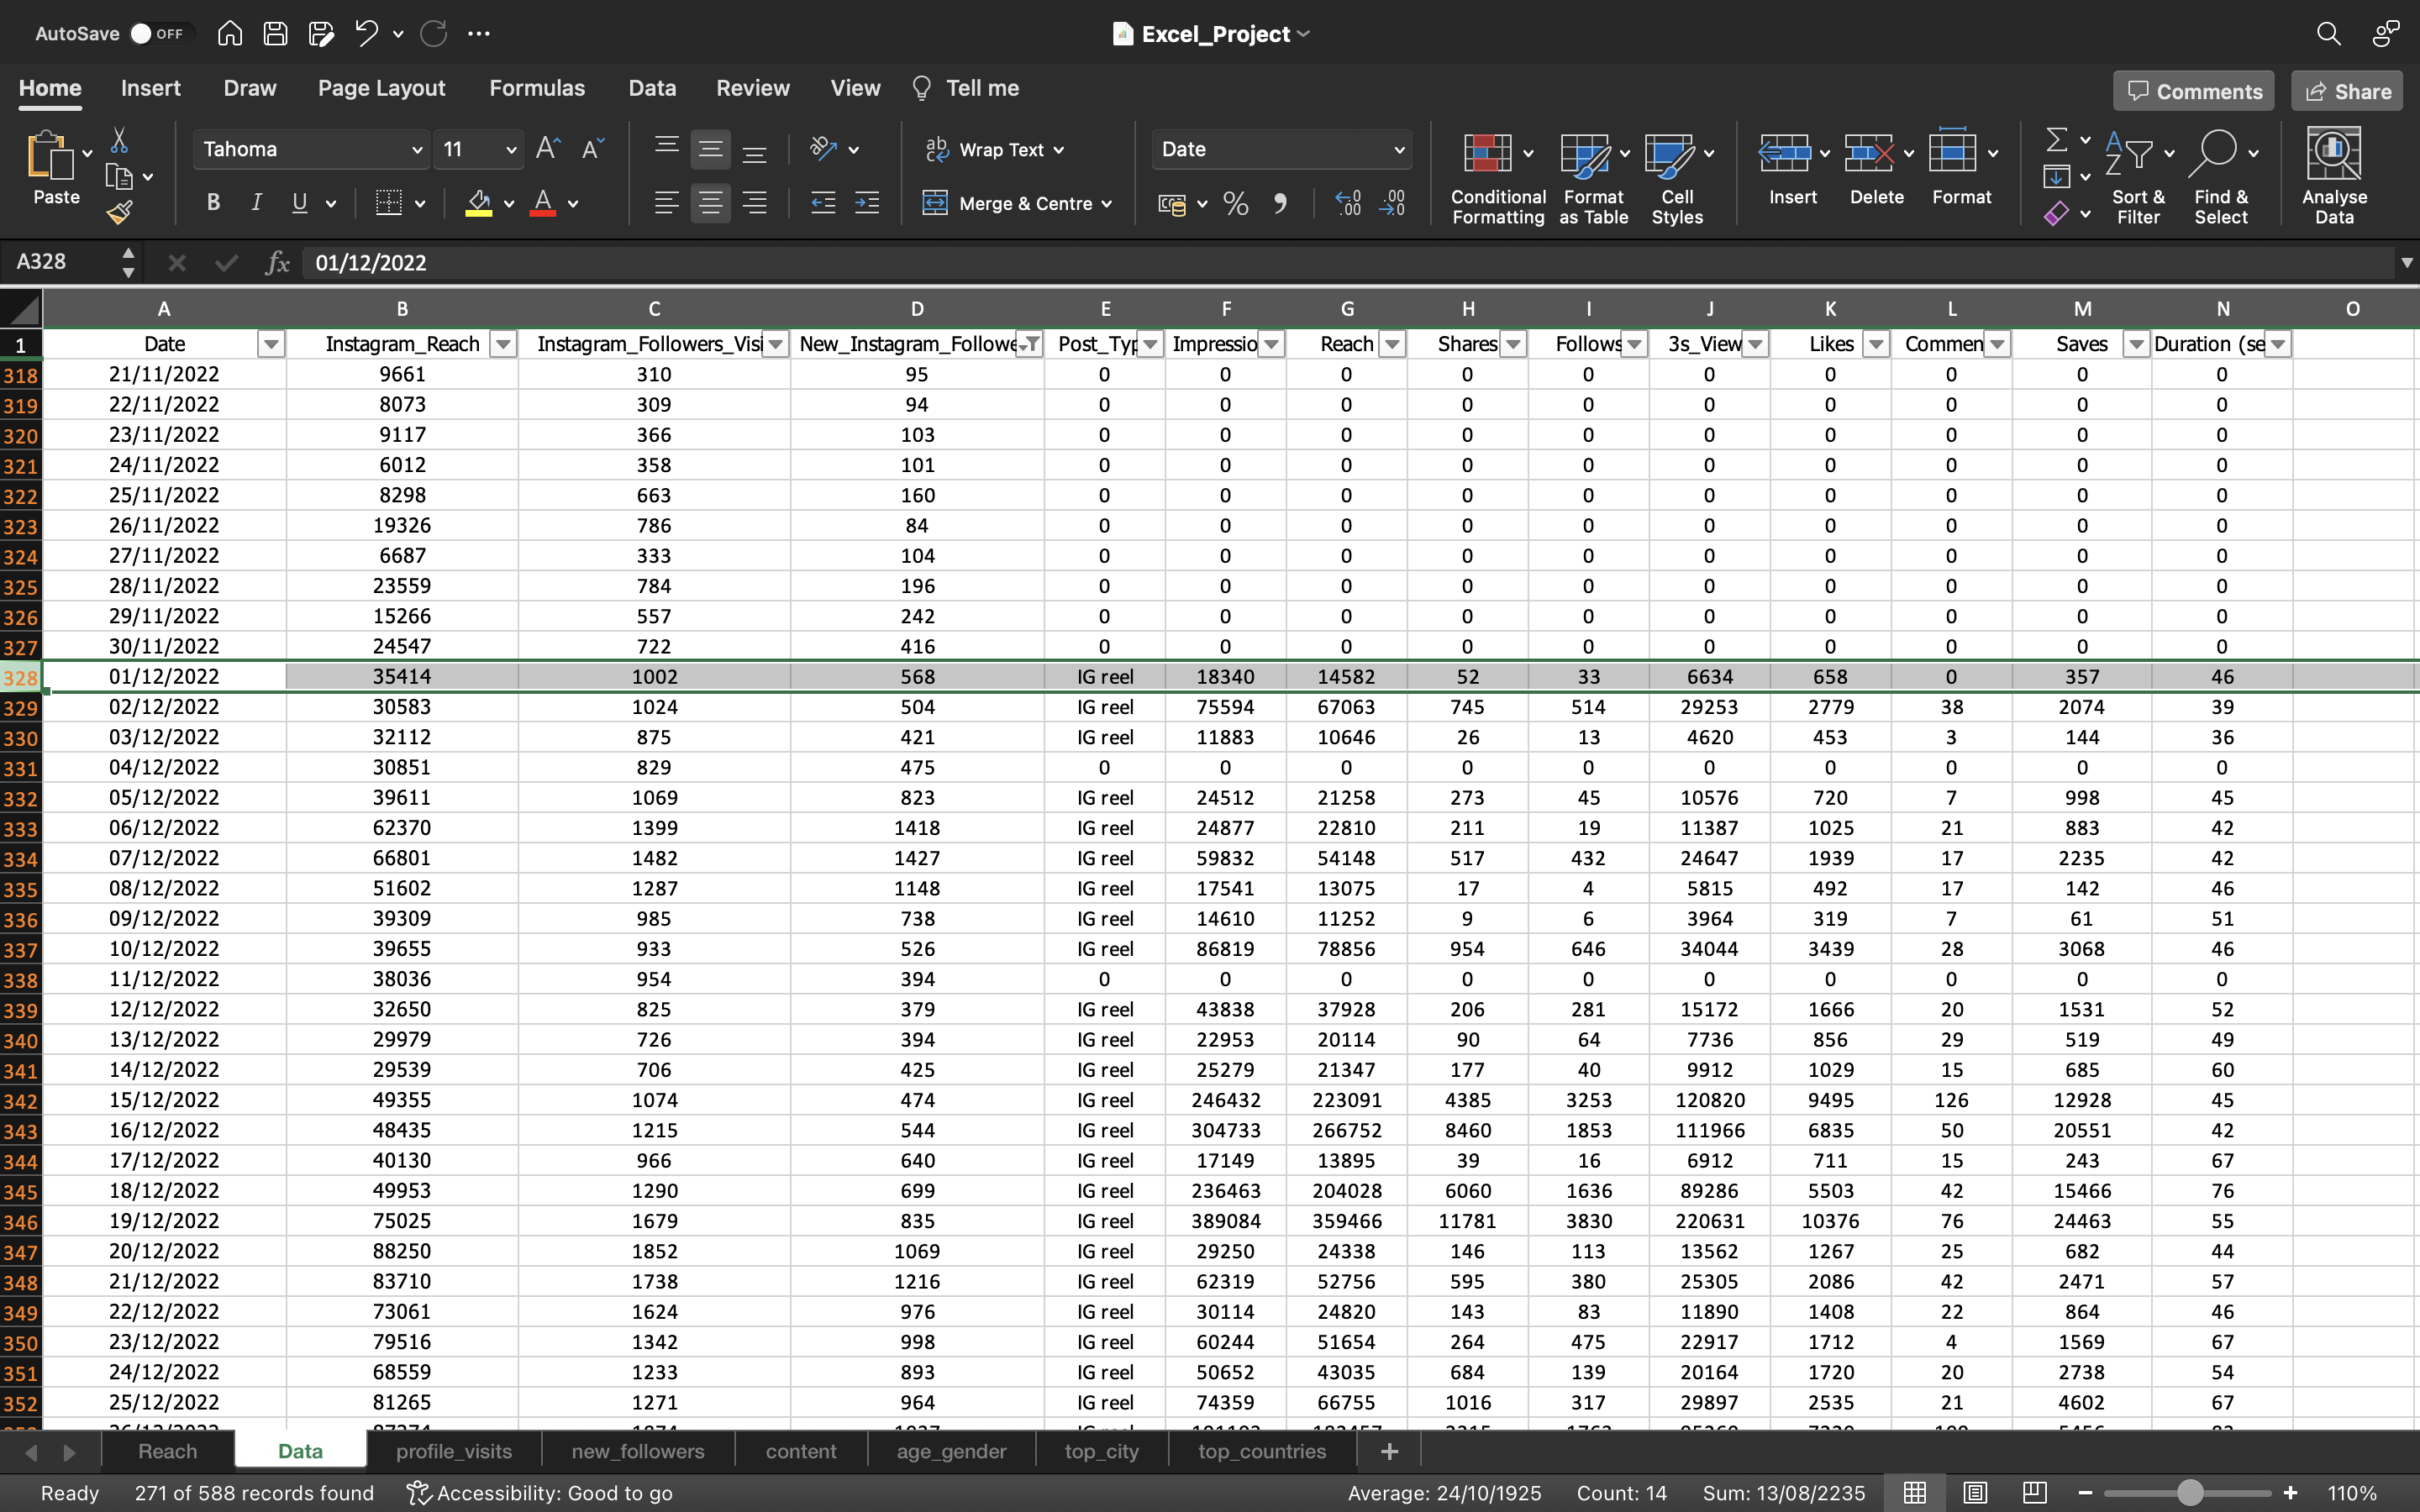 AutoSave OFF Excel_Project
Home Insert Draw Page Layout Formulas Data Review View Tell me Comments Share
Paste Tahoma 11 Wrap Text Date Conditional Formatting Format as Table Cell Styles Insert Delete Format Sort & Filter Find & Select Analyse Data
B I U Merge & Centre
A328 fx 01/12/2022
A B C D E F G H I J K L M N O
1 Date Instagram_Reach Instagram_Followers_Visi New_Instagram_Followe Post_Typ Impressio Reach Shares Follows 3s_View Likes Commen Saves Duration (se
318 21/11/2022 9661 310 95 0 0 0 0 0 0 0 0 0 0
319 22/11/2022 8073 309 94 0 0 0 0 0 0 0 0 0 0
320 23/11/2022 9117 366 103 0 0 0 0 0 0 0 0 0 0
321 24/11/2022 6012 358 101 0 0 0 0 0 0 0 0 0 0
322 25/11/2022 8298 663 160 0 0 0 0 0 0 0 0 0 0
323 26/11/2022 19326 786 84 0 0 0 0 0 0 0 0 0 0
324 27/11/2022 6687 333 104 0 0 0 0 0 0 0 0 0 0
325 28/11/2022 23559 784 196 0 0 0 0 0 0 0 0 0 0
326 29/11/2022 15266 557 242 0 0 0 0 0 0 0 0 0 0
327 30/11/2022 24547 722 416 0 0 0 0 0 0 0 0 0 0
328 01/12/2022 35414 1002 568 IG reel 18340 14582 52 33 6634 658 0 357 46
329 02/12/2022 30583 1024 504 IG reel 75594 67063 745 514 29253 2779 38 2074 39
330 03/12/2022 32112 875 421 IG reel 11883 10646 26 13 4620 453 3 144 36
331 04/12/2022 30851 829 475 0 0 0 0 0 0 0 0 0 0
332 05/12/2022 39611 1069 823 IG reel 24512 21258 273 45 10576 720 7 998 45
333 06/12/2022 62370 1399 1418 IG reel 24877 22810 211 19 11387 1025 21 883 42
334 07/12/2022 66801 1482 1427 IG reel 59832 54148 517 432 24647 1939 17 2235 42
335 08/12/2022 51602 1287 1148 IG reel 17541 13075 17 4 5815 492 17 142 46
336 09/12/2022 39309 985 738 IG reel 14610 11252 9 6 3964 319 7 61 51
337 10/12/2022 39655 933 526 IG reel 86819 78856 954 646 34044 3439 28 3068 46
338 11/12/2022 38036 954 394 0 0 0 0 0 0 0 0 0 0
339 12/12/2022 32650 825 379 IG reel 43838 37928 206 281 15172 1666 20 1531 52
340 13/12/2022 29979 726 394 IG reel 22953 20114 90 64 7736 856 29 519 49
341 14/12/2022 29539 706 425 IG reel 25279 21347 177 40 9912 1029 15 685 60
342 15/12/2022 49355 1074 474 IG reel 246432 223091 4385 3253 120820 9495 126 12928 45
343 16/12/2022 48435 1215 544 IG reel 304733 266752 8460 1853 111966 6835 50 20551 42
344 17/12/2022 40130 966 640 IG reel 17149 13895 39 16 6912 711 15 243 67
345 18/12/2022 49953 1290 699 IG reel 236463 204028 6060 1636 89286 5503 42 15466 76
346 19/12/2022 75025 1679 835 IG reel 389084 359466 11781 3830 220631 10376 76 24463 55
347 20/12/2022 88250 1852 1069 IG reel 29250 24338 146 113 13562 1267 25 682 44
348 21/12/2022 83710 1738 1216 IG reel 62319 52756 595 380 25305 2086 42 2471 57
349 22/12/2022 73061 1624 976 IG reel 30114 24820 143 83 11890 1408 22 864 46
350 23/12/2022 79516 1342 998 IG reel 60244 51654 264 475 22917 1712 4 1569 67
351 24/12/2022 68559 1233 893 IG reel 50652 43035 684 139 20164 1720 20 2738 54
352 25/12/2022 81265 1271 964 IG reel 74359 66755 1016 317 29897 2535 21 4602 67
Reach Data profile_visits new_followers content age_gender top_city top_countries +
Ready 271 of 588 records found Accessibility: Good to go Average: 24/10/1925 Count: 14 Sum: 13/08/2235 110%